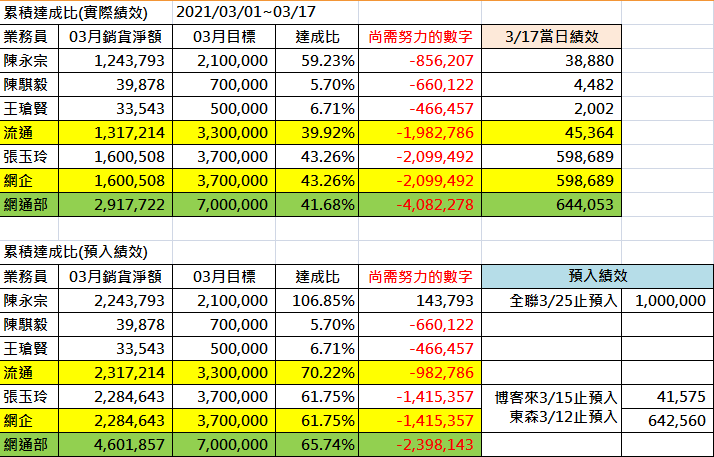 累積達成比(實際績效) 2021/03/01~03/17
業務員 03月銷貨淨額 03月目標 達成比 尚需努力的數字 3/17當日績效
陳永宗 1,243,793 2,100,000 59.23% -856,207 38,880
陳騏毅 39,878 700,000 5.70% -660,122 4,482
王瑲賢 33,543 500,000 6.71% -466,457 2,002
流通 1,317,214 3,300,000 39.92% -1,982,786 45,364
張玉玲 1,600,508 3,700,000 43.26% -2,099,492 598,689
網企 1,600,508 3,700,000 43.26% -2,099,492 598,689
網通部 2,917,722 7,000,000 41.68% -4,082,278 644,053
累積達成比(預入績效)
業務員 03月銷貨淨額 03月目標 達成比 尚需努力的數字 預入績效
陳永宗 2,243,793 2,100,000 106.85% 143,793 全聯3/25止預入 1,000,000
陳騏毅 39,878 700,000 5.70% -660,122
王瑲賢 33,543 500,000 6.71% -466,457
流通 2,317,214 3,300,000 70.22% -982,786
張玉玲 2,284,643 3,700,000 61.75% -1,415,357 博客來3/15止預入 41,575
網企 2,284,643 3,700,000 61.75% -1,415,357 東森3/12止預入 642,560
網通部 4,601,857 7,000,000 65.74% -2,398,143